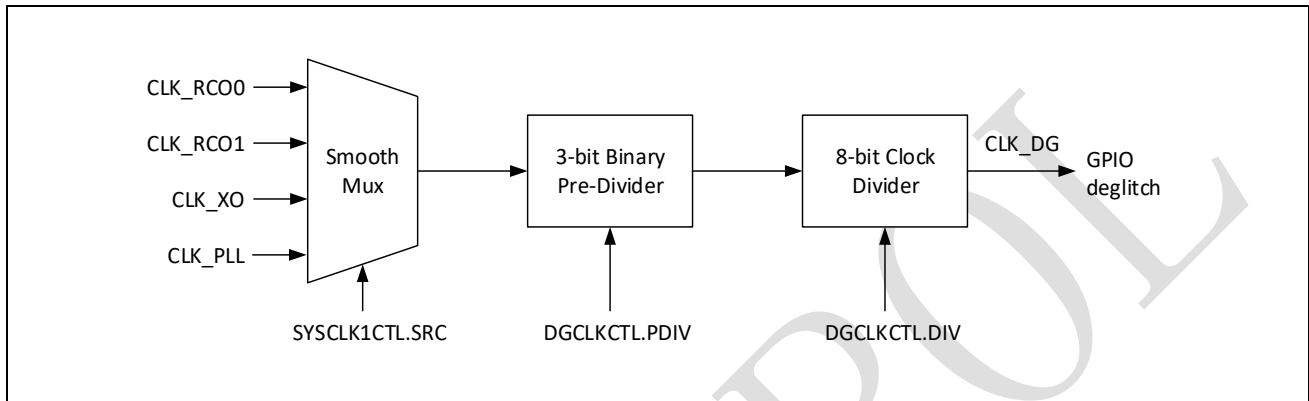 CLK_RCO0
CLK_RCO1
CLK_XO
CLK_PLL
Smooth
Mux
3-bit Binary
Pre-Divider
8-bit Clock
Divider
CLK_DG
GPIO
deglitch
SYSCLK1CTL.SRC
DGCLKCTL.PDIV
DGCLKCTL.DIV
POL